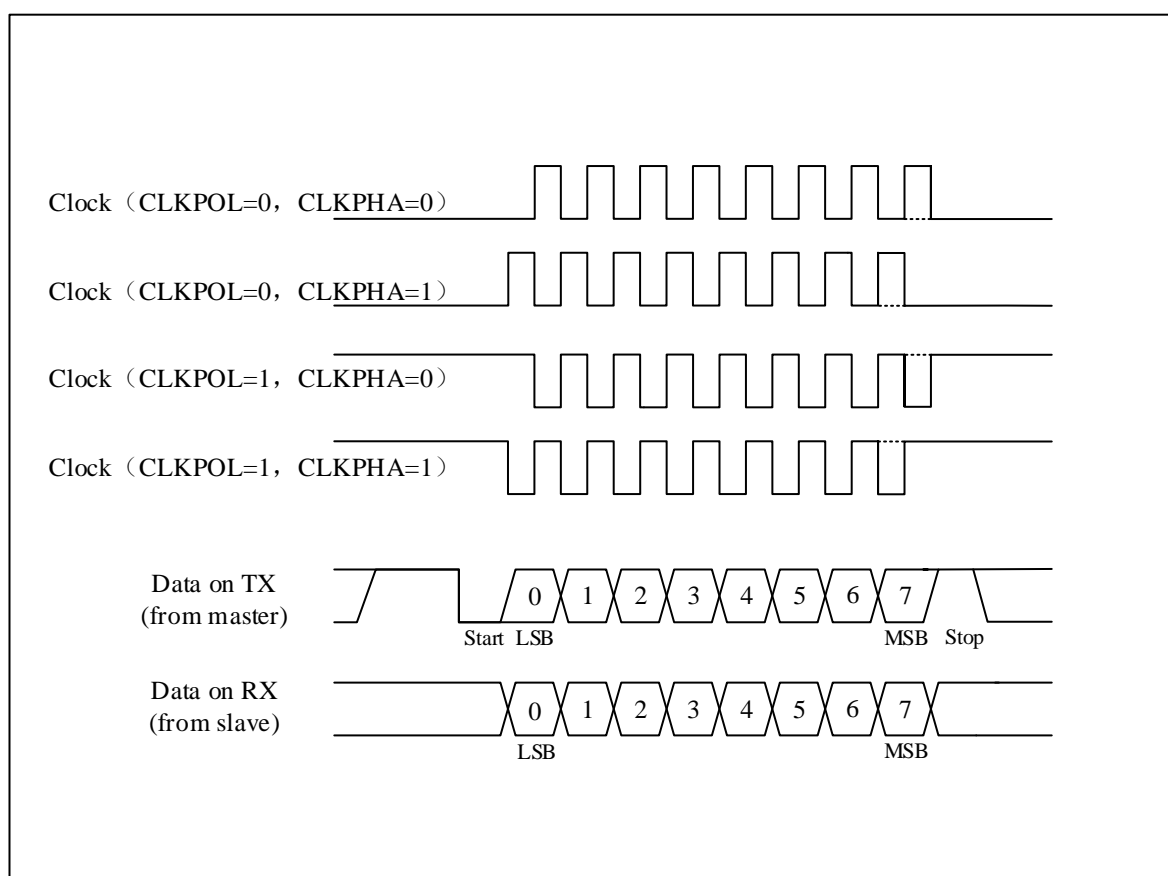 Clock（CLKPOL=0，CLKPHA=0）
Clock（CLKPOL=0，CLKPHA=1）
Clock（CLKPOL=1，CLKPHA=0）
Clock（CLKPOL=1，CLKPHA=1）
Data on TX
(from master)
0 1 2 3 4 5 6 7
Start LSB MSB Stop
Data on RX
(from slave)
0 1 2 3 4 5 6 7
LSB MSB